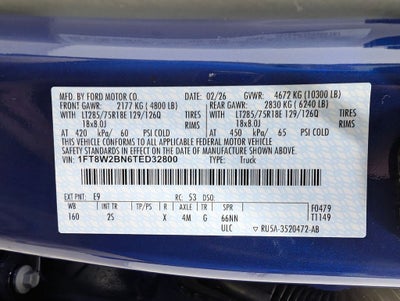 MFD. BY FORD MOTOR CO. 02/26 GVWR: 4672 KG (10300 LB)
FRONT GAWR: 2177 KG (4800 LB) REAR GAWR: 2830 KG (6240 LB)
LT285/75R18E 129/126Q TIRES LT285/75R18E 129/126Q TIRES
18x8.0J RIMS 18x8.0J RIMS
AT 420 kPa/ 60 PSI COLD AT 450 kPa/ 65 PSI COLD
THIS VEHICLE CONFORMS TO ALL APPLICABLE FEDERAL MOTOR VEHICLE
SAFETY STANDARDS IN EFFECT ON THE DATE OF MANUFACTURE SHOWN ABOVE.
VIN: 1FT8W2BN6TED32800 TYPE: Truck
EXT PNT: E9 RC: 53 DSO: F0479
WB INT TR TP/PS R AXLE TR SPR T1149
160 2S X 4M G 66NN
ULC RU5A-3520472-AB